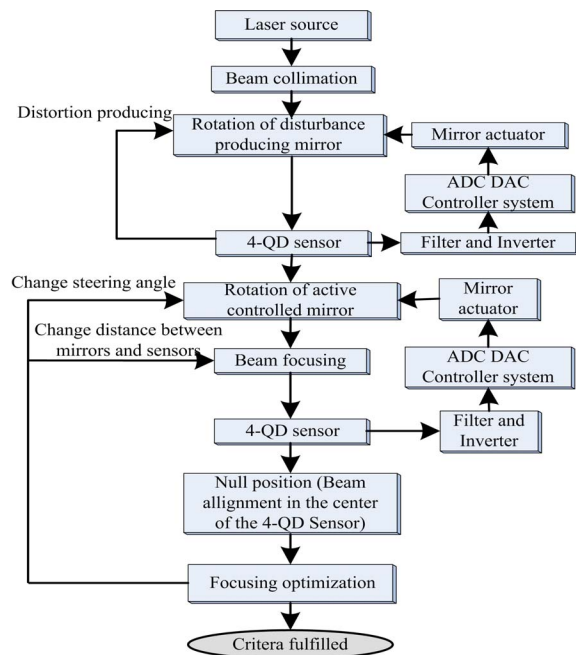 Laser source
Beam collimation
Distortion producing
Rotation of disturbance
producing mirror
Mirror actuator
ADC DAC
Controller system
4-QD sensor
Filter and Inverter
Change steering angle
Rotation of active
controlled mirror
Mirror
actuator
Change distance between
mirrors and sensors
Beam focusing
ADC DAC
Controller system
4-QD sensor
Filter and
Inverter
Null position (Beam
allignment in the center
of the 4-QD Sensor)
Focusing optimization
Critera fulfilled